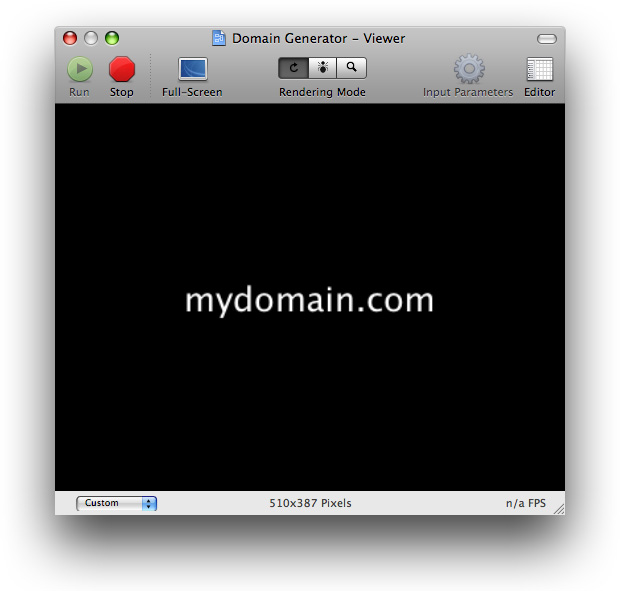 Domain Generator – Viewer
Run Stop Full-Screen Rendering Mode Input Parameters Editor
mydomain.com
Custom 510x387 Pixels n/a FPS